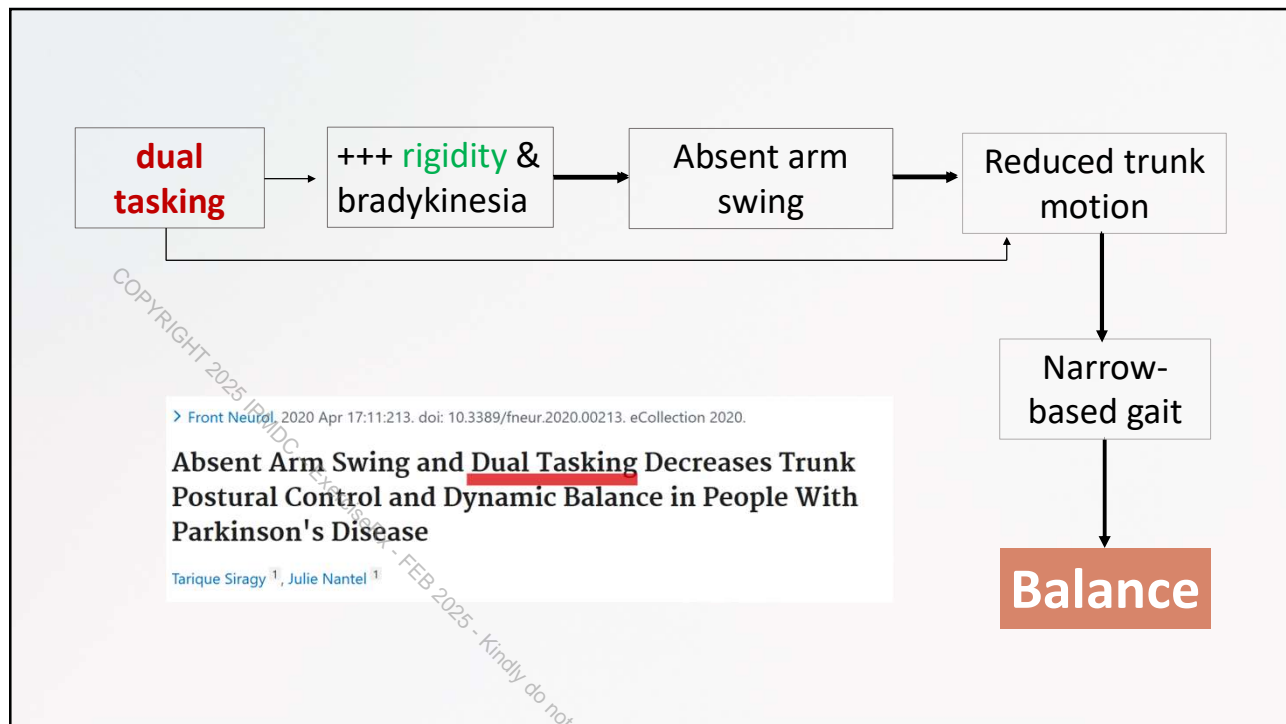 dual
tasking
+++ rigidity &
bradykinesia
Absent arm
swing
Reduced trunk
motion
Narrow-
based gait
Balance
> Front Neurol. 2020 Apr 17:11:213. doi: 10.3389/fneur.2020.00213. eCollection 2020.
Absent Arm Swing and Dual Tasking Decreases Trunk
Postural Control and Dynamic Balance in People With
Parkinson's Disease
Tarique Siragy 1, Julie Nantel 1
COPYRIGHT 2025 IRMDC - ExerciseRx - FEB 2025 - Kindly do not